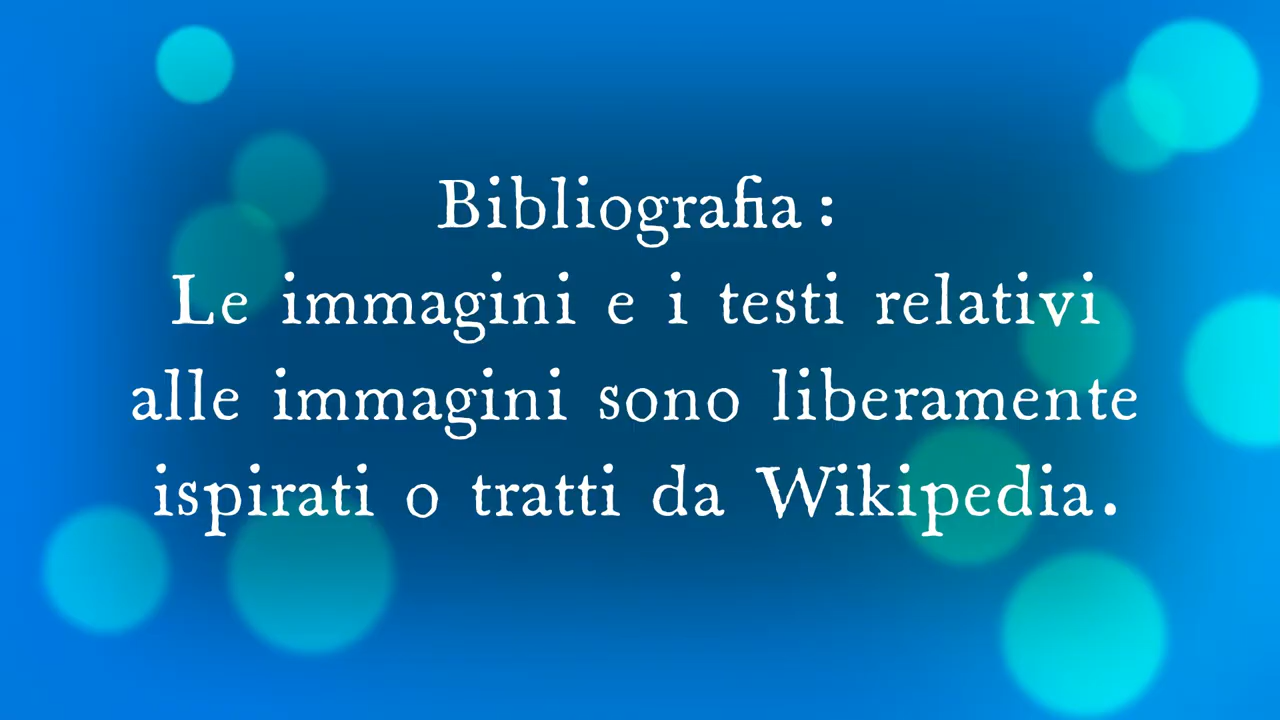 Bibliografia:
Le immagini e i testi relativi
alle immagini sono liberamente
ispirati o tratti da Wikipedia.